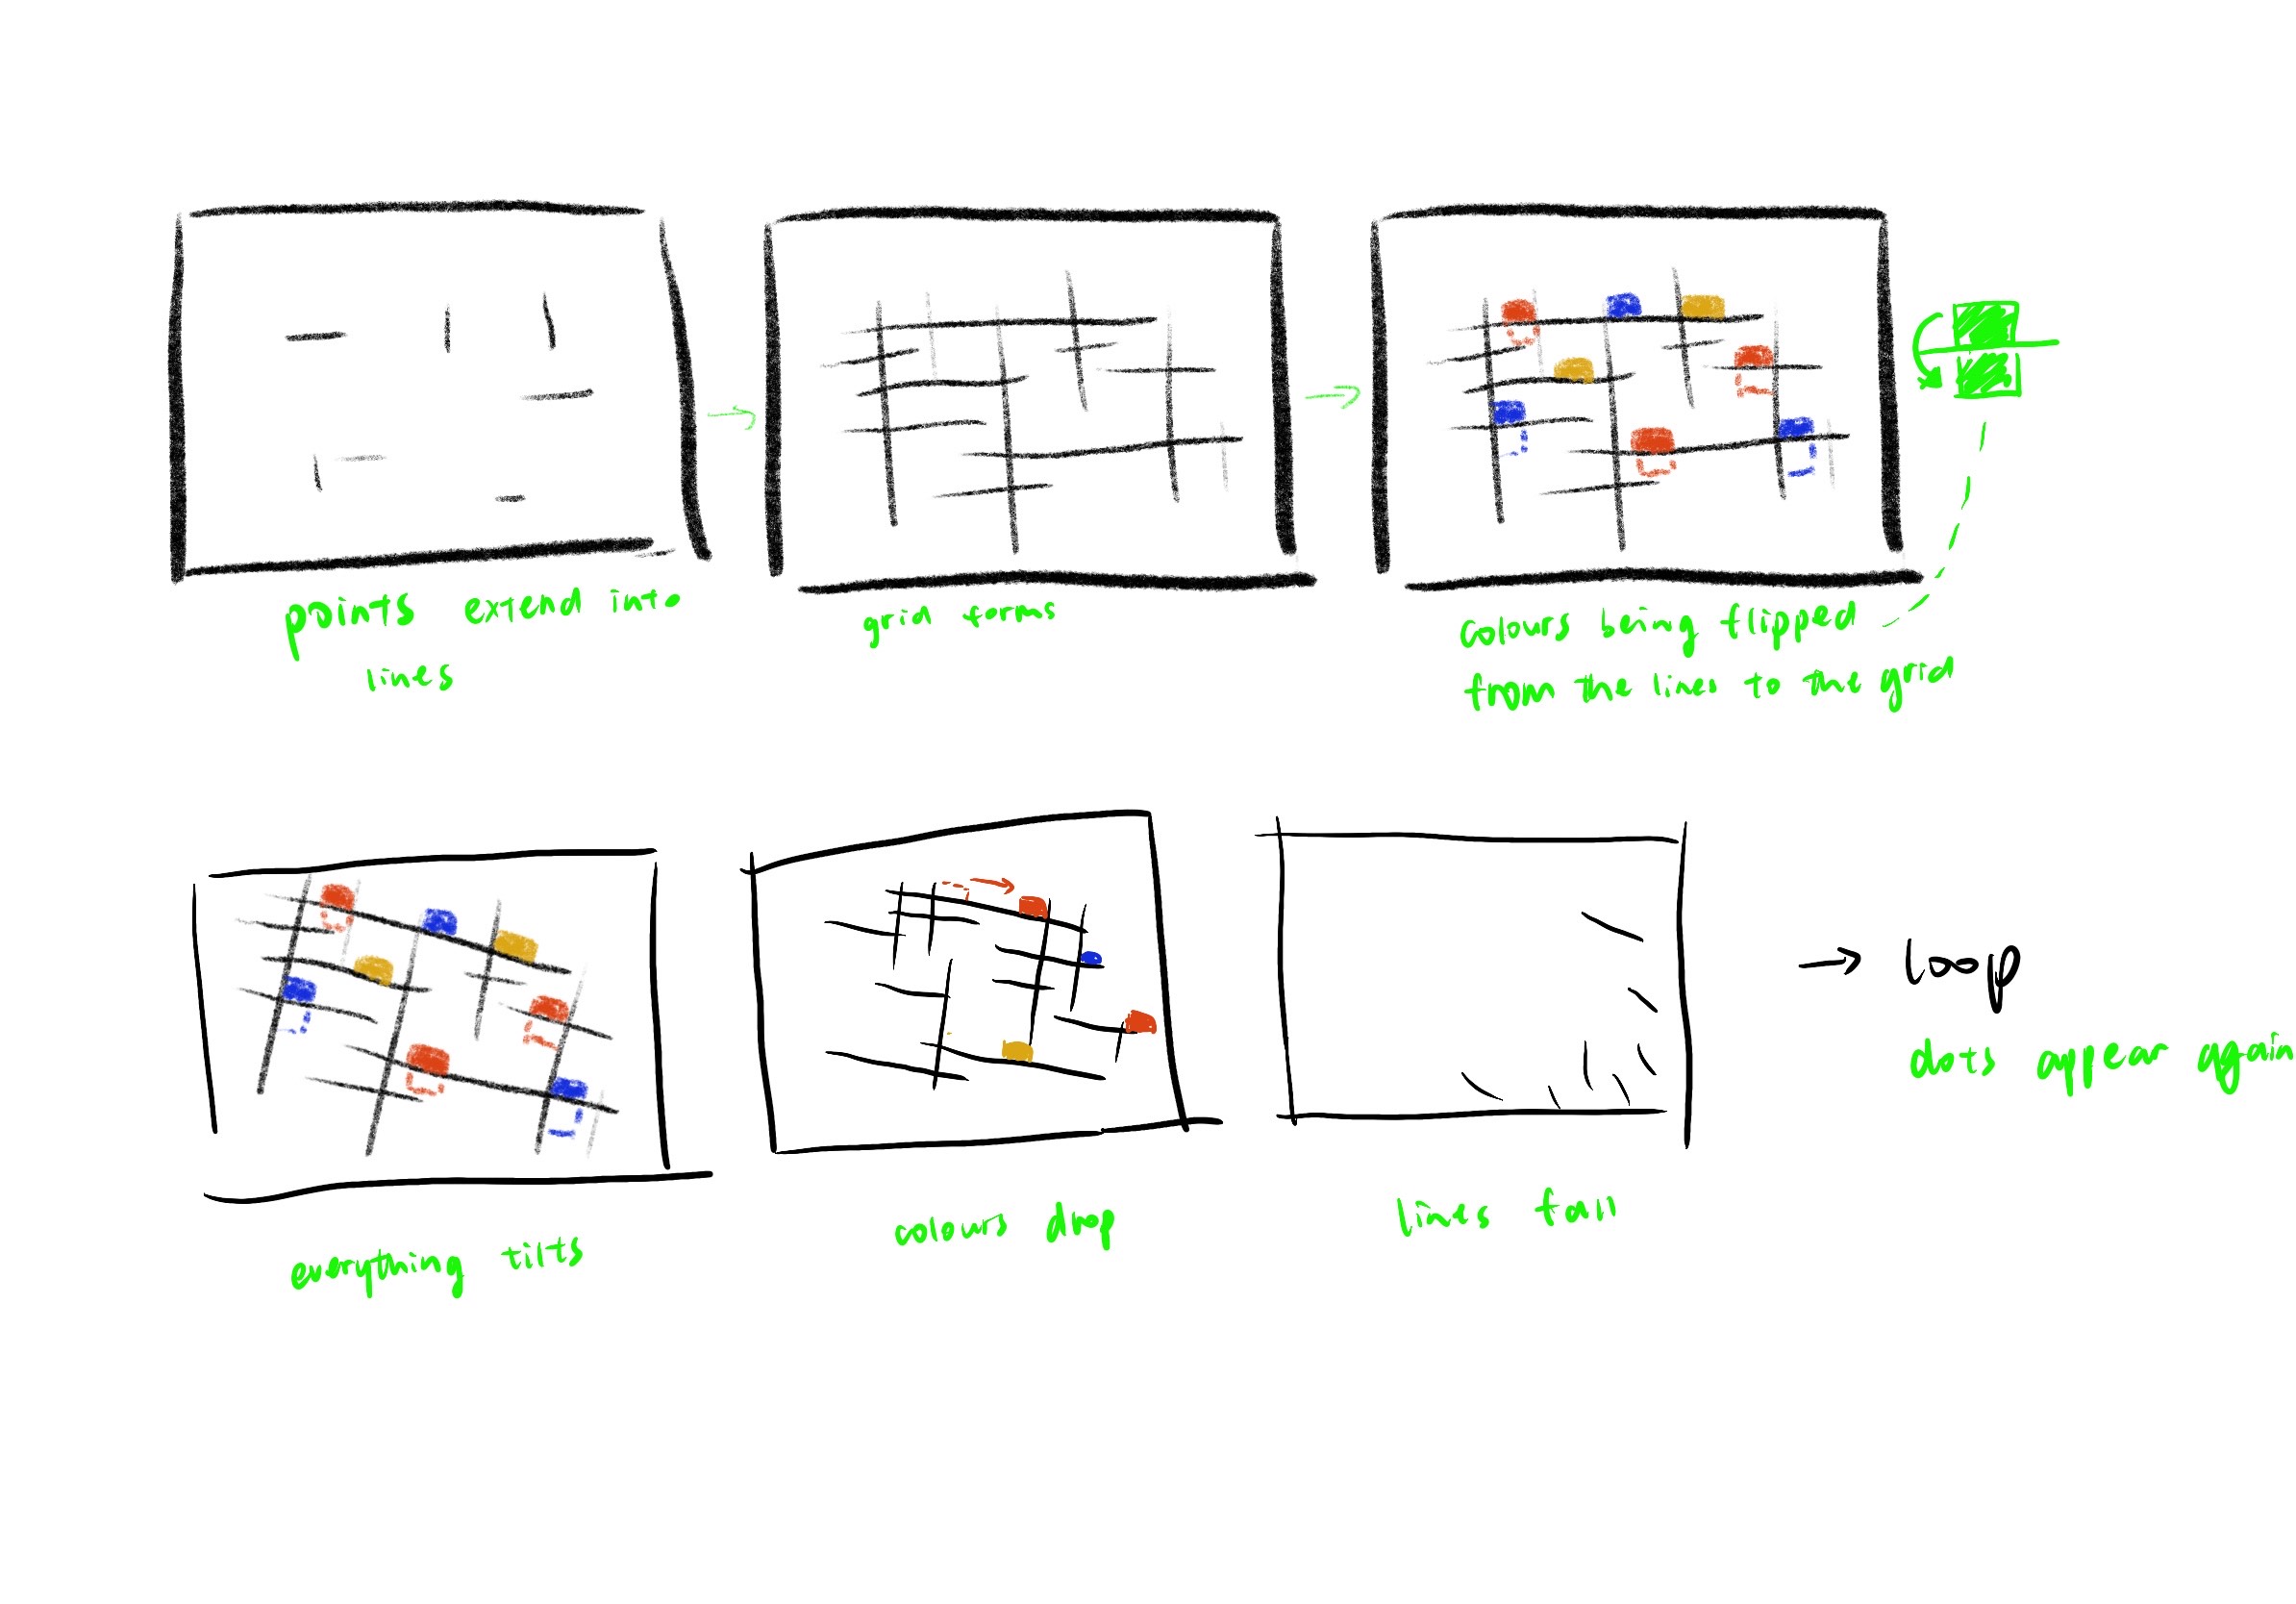 points extend into
lines
grid forms
colours being flipped
from the lines to the grid
everything tilts
colours drop
lines fall
→ loop
dots appear again